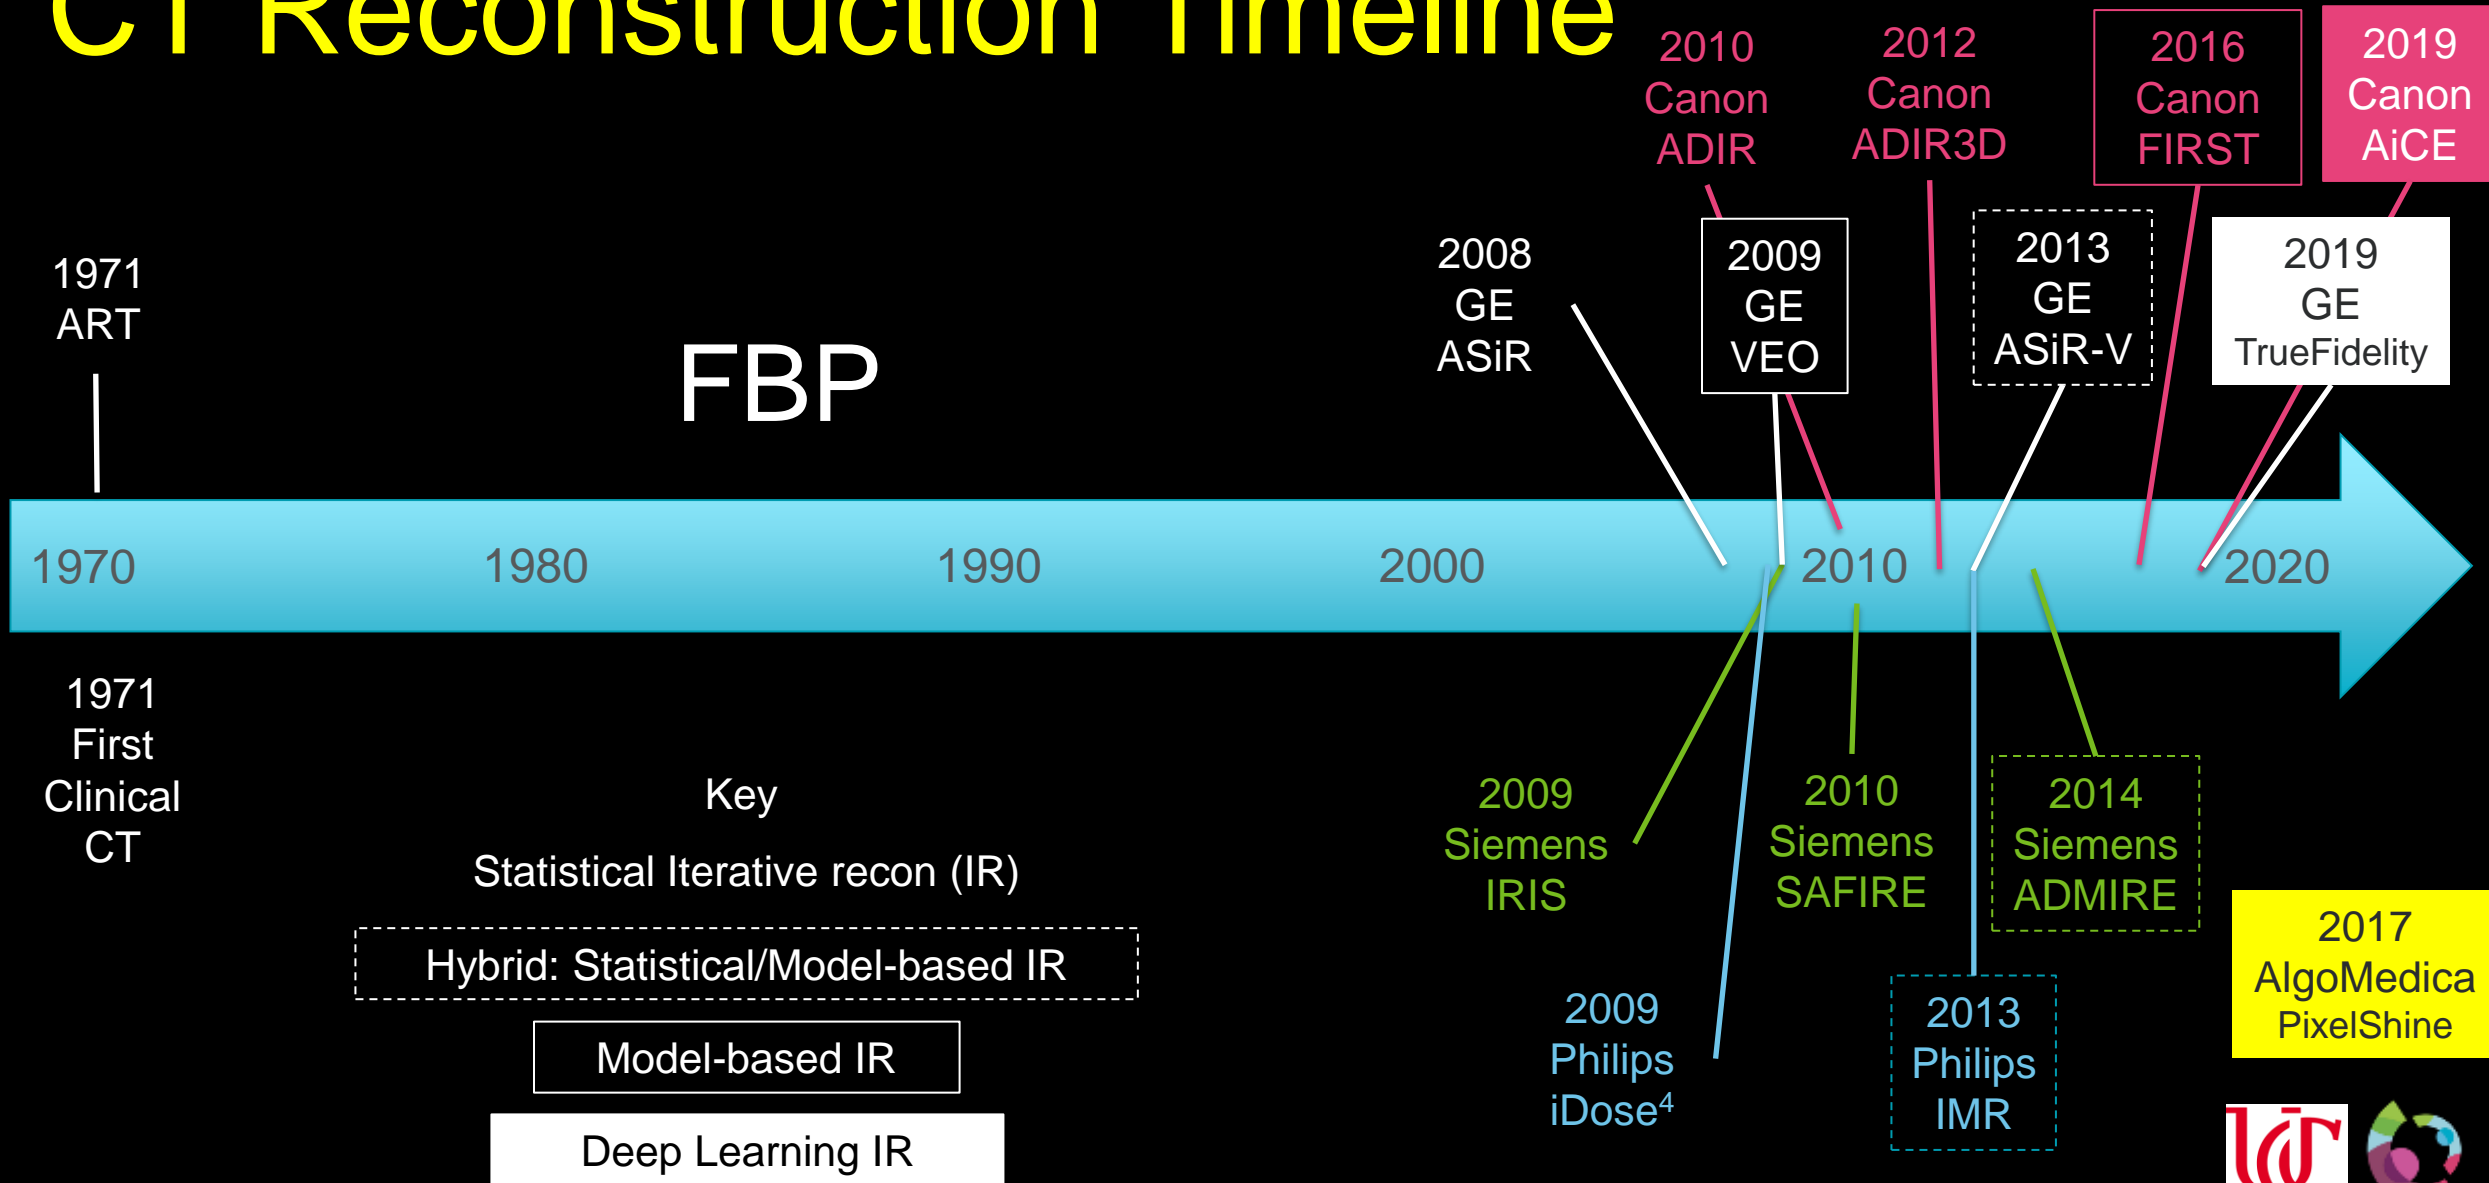 CT Reconstruction Timeline
2010
Canon
ADIR
2012
Canon
ADIR3D
2016
Canon
FIRST
2019
Canon
AiCE
1971
ART
FBP
2008
GE
ASiR
2009
GE
VEO
2013
GE
ASiR-V
2019
GE
TrueFidelity
1970 1980 1990 2000 2010 2020
1971
First
Clinical
CT
Key
Statistical Iterative recon (IR)
Hybrid: Statistical/Model-based IR
Model-based IR
Deep Learning IR
2009
Siemens
IRIS
2010
Siemens
SAFIRE
2014
Siemens
ADMIRE
2009
Philips
iDose⁴
2013
Philips
IMR
2017
AlgoMedica
PixelShine